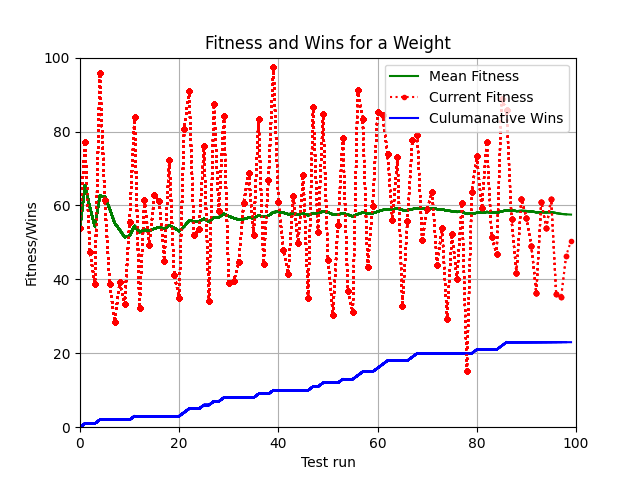 Fitness and Wins for a Weight
100
80
60
40
20
0
Fitness/Wins
Mean Fitness
Current Fitness
Culumanative Wins
0 20 40 60 80 100
Test run